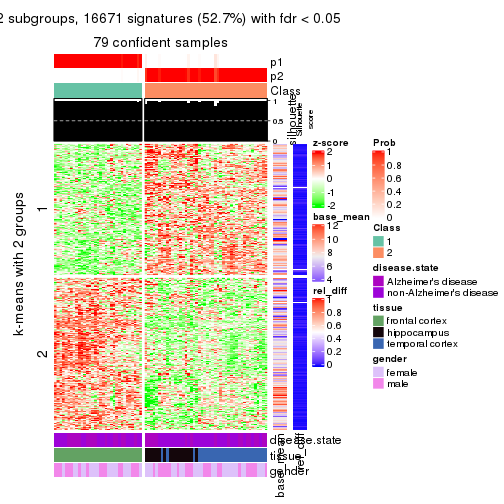 2 subgroups, 16671 signatures (52.7%) with fdr < 0.05
79 confident samples
p1
p2
Class
silhouette
Silhouette
score
1
0.5
0
k-means with 2 groups
1
2
disease.state
tissue
gender
base_mean
rel_diff
z-score
2
1
0
-1
-2
base_mean
12
10
8
6
4
rel_diff
1
0.8
0.6
0.4
0.2
0
Prob
1
0.8
0.6
0.4
0.2
0
Class
1
2
disease.state
Alzheimer's disease
non-Alzheimer's disease
tissue
frontal cortex
hippocampus
temporal cortex
gender
female
male